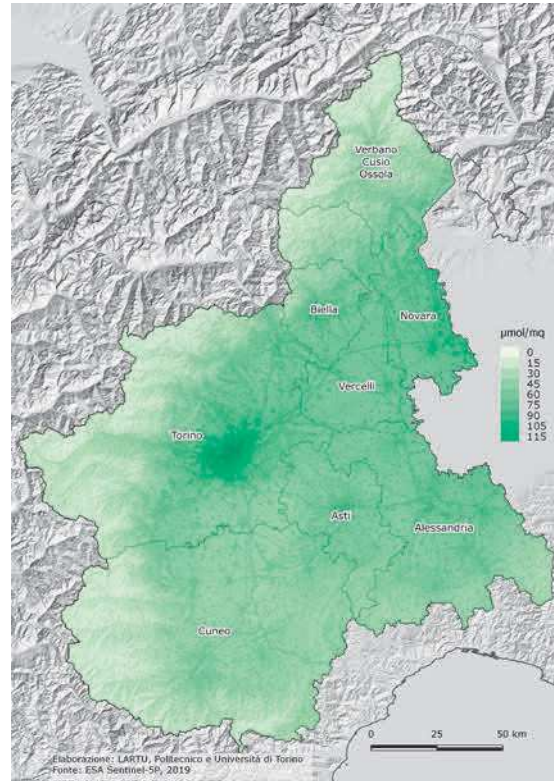 Verbano
Cusio
Ossola
Biella
Novara
µmol/mq
0
15
30
45
60
75
90
105
115
Vercelli
Torino
Asti
Alessandria
Cuneo
0 25 50 km
Elaborazione: LARTU, Politecnico e Università di Torino
Fonte: ESA Sentinel-5P, 2019